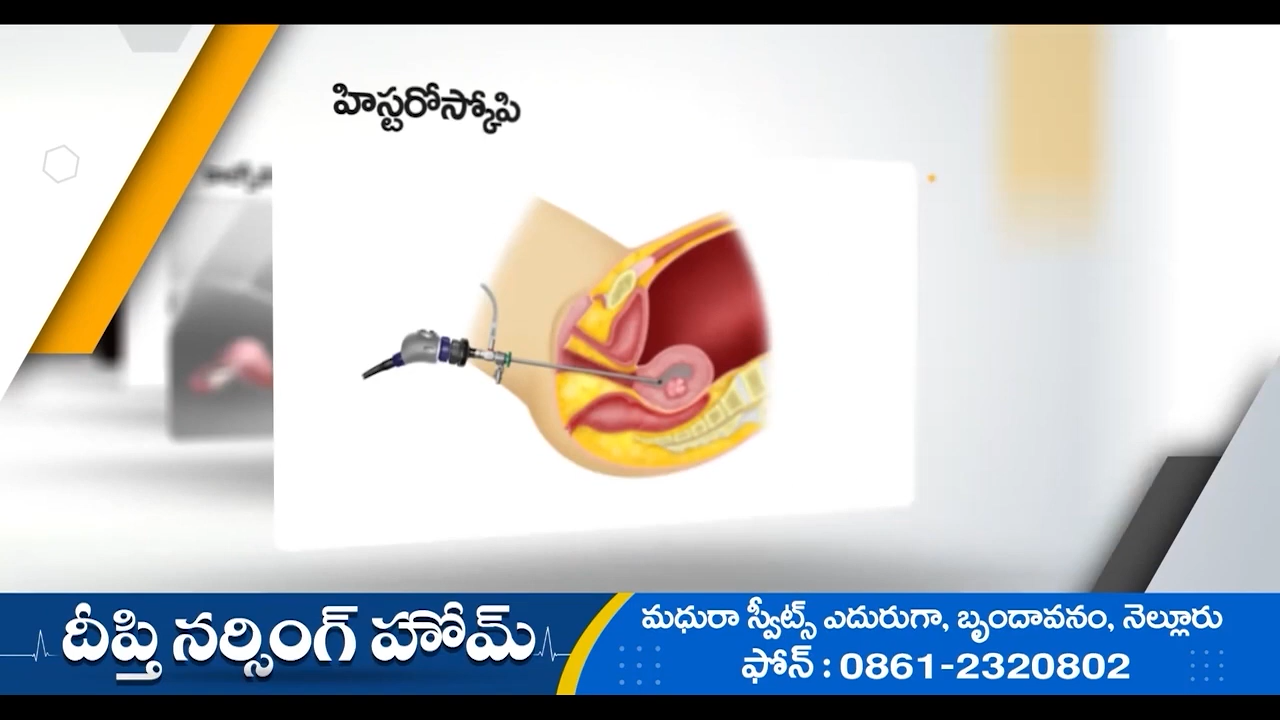 హిస్టరోస్కోపి
దీప్తి నర్సింగ్ హోమ్
మధురా స్వీట్స్ ఎదురుగా, బృందావనం, నెల్లూరు
ఫోన్ : 0861-2320802